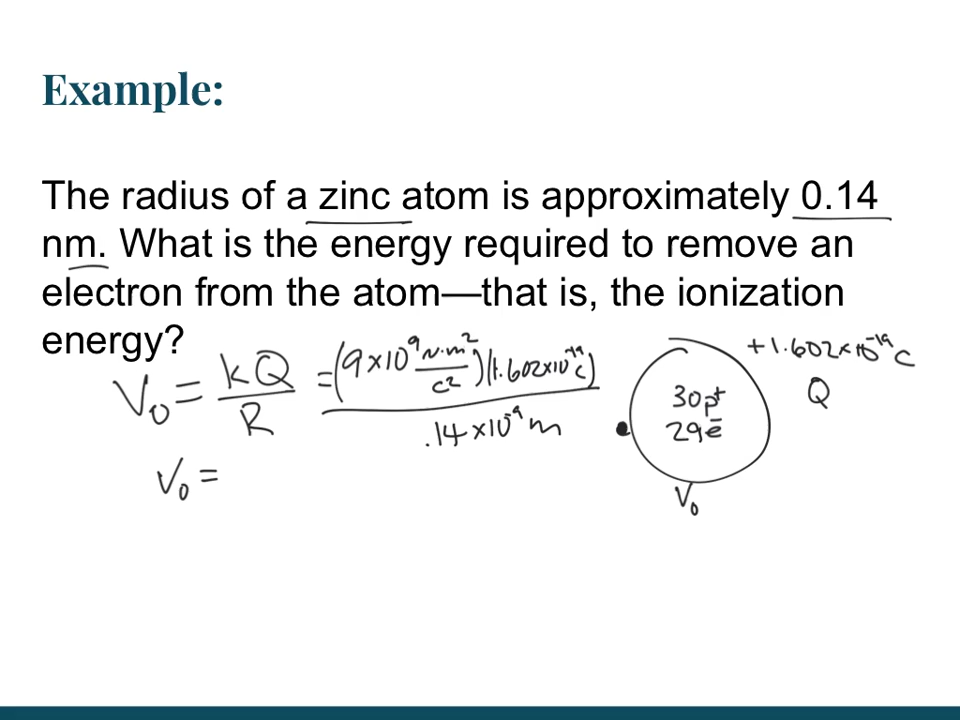 Example:
The radius of a zinc atom is approximately 0.14
nm. What is the energy required to remove an
electron from the atom—that is, the ionization
energy?
V₀ = kQ/R = (9×10⁹ N·m²/C²)(1.602×10⁻¹⁹ C)/.14×10⁻⁹ m
V₀ =
+1.602×10⁻¹⁹ C
Q
30p⁺
29e⁻
V₀